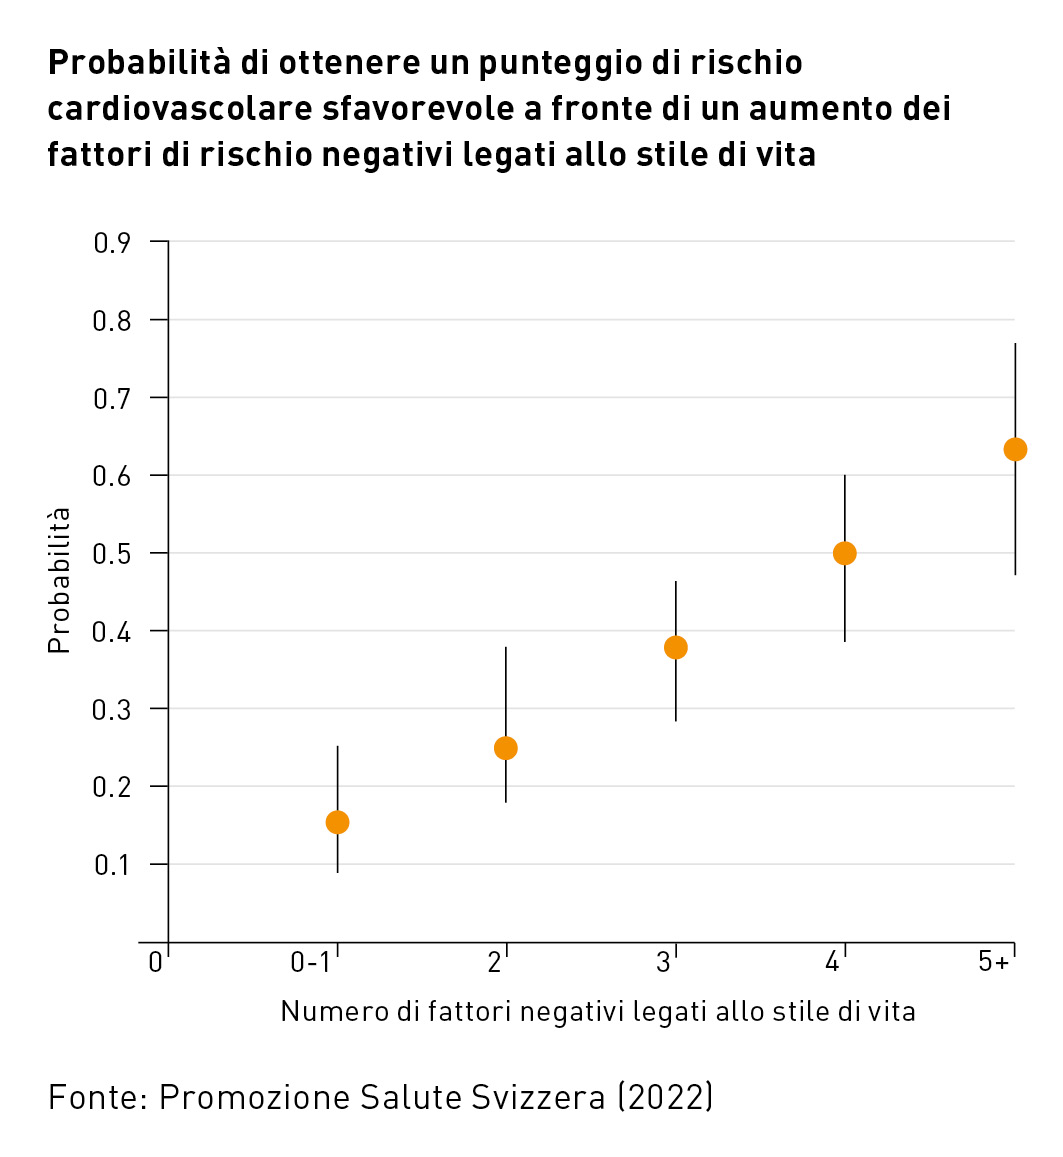 Probabilità di ottenere un punteggio di rischio
cardiovascolare sfavorevole a fronte di un aumento dei
fattori di rischio negativi legati allo stile di vita
0.9
0.8
0.7
0.6
0.5
0.4
0.3
0.2
0.1
Probabilità
0 0-1 2 3 4 5+
Numero di fattori negativi legati allo stile di vita
Fonte: Promozione Salute Svizzera (2022)